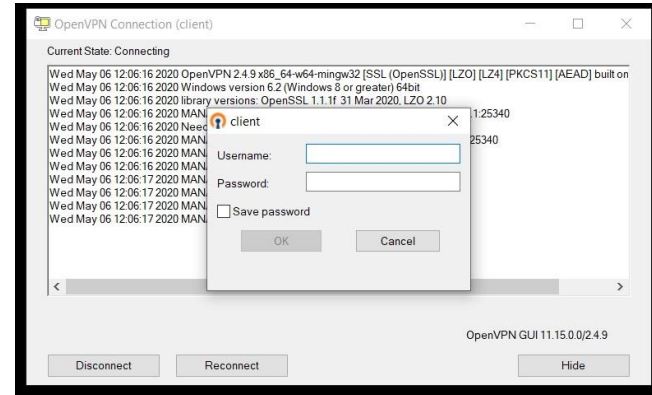 OpenVPN Connection (client)
Current State: Connecting
Wed May 06 12:06:16 2020 OpenVPN 2.4.9 x86_64-w64-mingw32 [SSL (OpenSSL)] [LZO] [LZ4] [PKCS11] [AEAD] built on
Wed May 06 12:06:16 2020 Windows version 6.2 (Windows 8 or greater) 64bit
Wed May 06 12:06:16 2020 library versions: OpenSSL 1.1.1f 31 Mar 2020, LZO 2.10
Wed May 06 12:06:16 2020 MAN .1:25340
Wed May 06 12:06:16 2020 Need
Wed May 06 12:06:16 2020 MAN 25340
Wed May 06 12:06:16 2020 MAN
Wed May 06 12:06:16 2020 MAN
Wed May 06 12:06:17 2020 MAN
Wed May 06 12:06:17 2020 MAN
Wed May 06 12:06:17 2020 MAN
Wed May 06 12:06:17 2020 MAN
client
Username:
Password:
Save password
OK Cancel
OpenVPN GUI 11.15.0.0/2.4.9
Disconnect Reconnect Hide